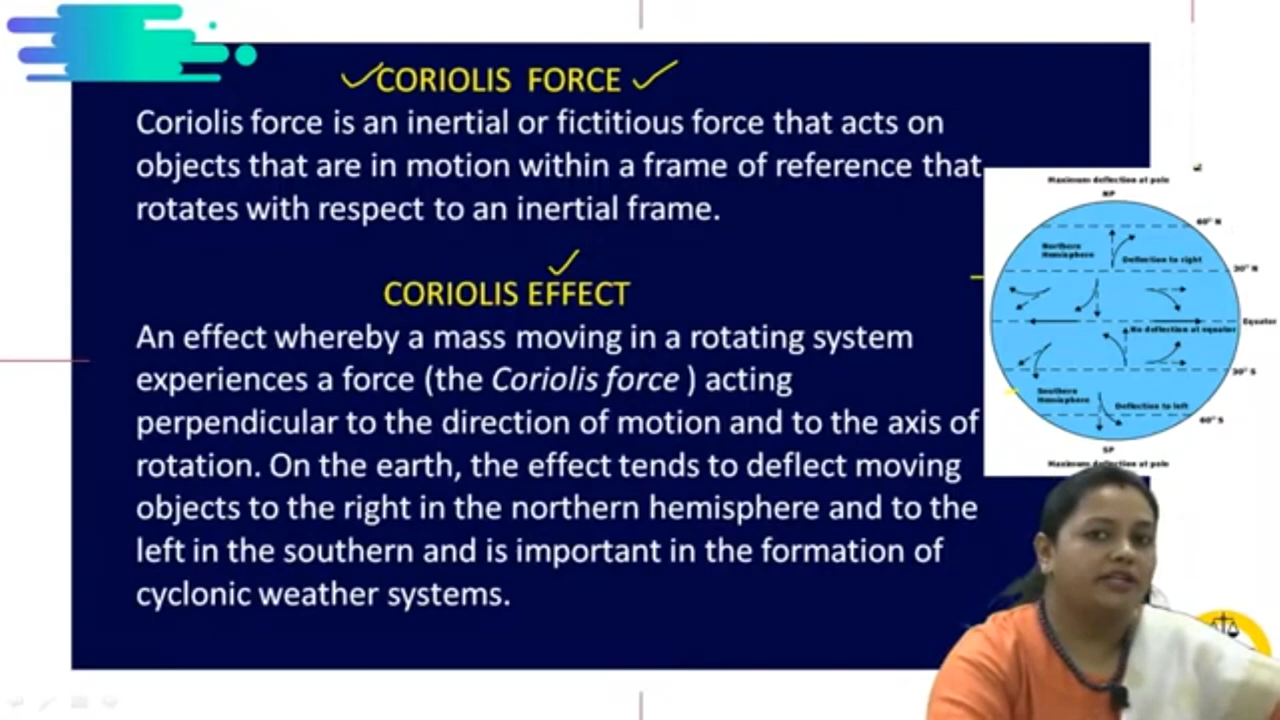 CORIOLIS FORCE
Coriolis force is an inertial or fictitious force that acts on
objects that are in motion within a frame of reference that
rotates with respect to an inertial frame.
CORIOLIS EFFECT
An effect whereby a mass moving in a rotating system
experiences a force (the Coriolis force ) acting
perpendicular to the direction of motion and to the axis of
rotation. On the earth, the effect tends to deflect moving
objects to the right in the northern hemisphere and to the
left in the southern and is important in the formation of
cyclonic weather systems.
Maximum deflection at pole
NP
60° N
Northern
Hemisphere
Deflection to right
30° N
Equator
No deflection at equator
30° S
Southern
Hemisphere
Deflection to left
60° S
SP
Maximum deflection at pole